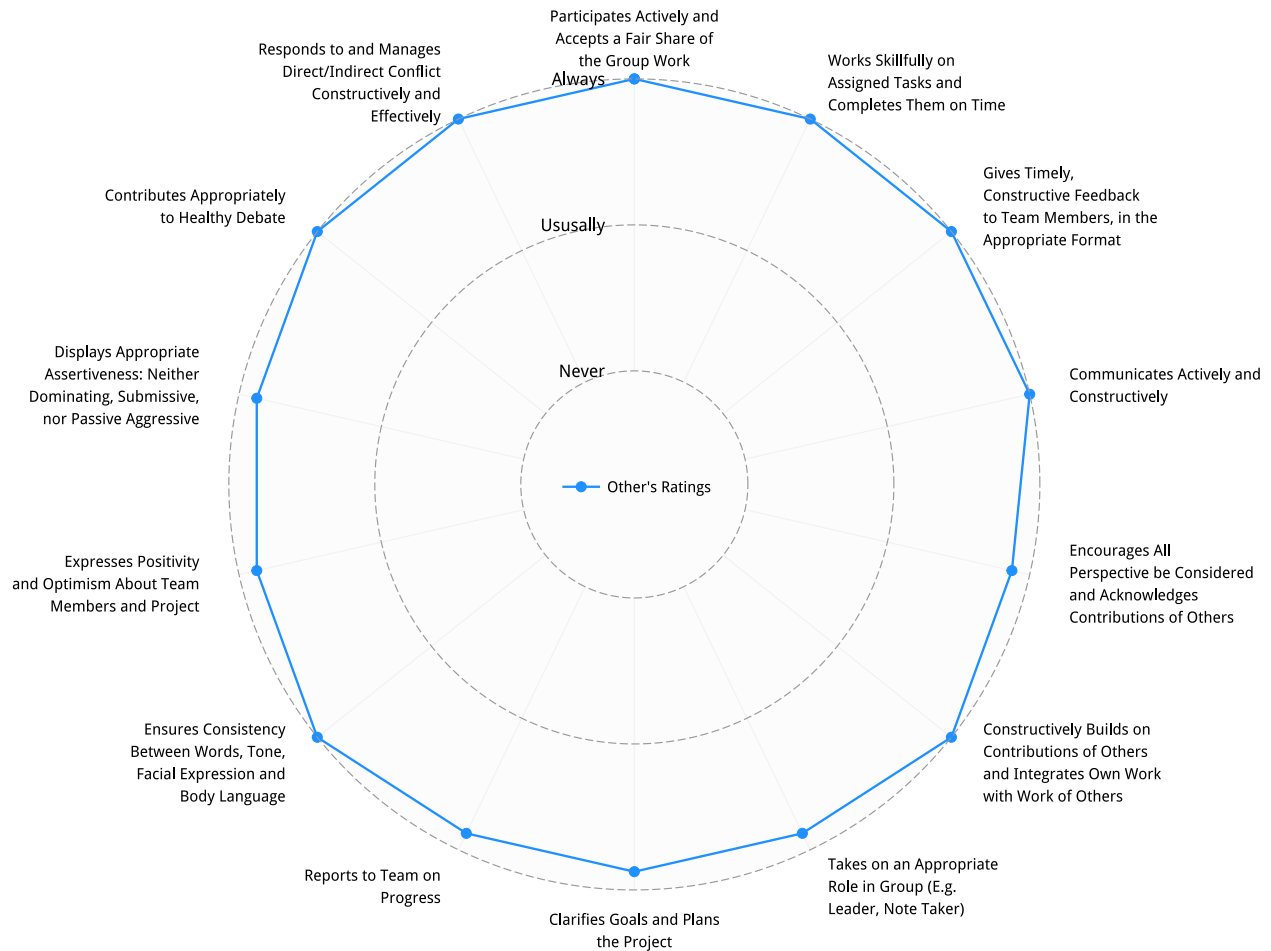 Participates Actively and
Accepts a Fair Share of
the Group Work
Works Skillfully on
Assigned Tasks and
Completes Them on Time
Gives Timely,
Constructive Feedback
to Team Members, in the
Appropriate Format
Communicates Actively and
Constructively
Encourages All
Perspective be Considered
and Acknowledges
Contributions of Others
Constructively Builds on
Contributions of Others
and Integrates Own Work
with Work of Others
Takes on an Appropriate
Role in Group (E.g.
Leader, Note Taker)
Clarifies Goals and Plans
the Project
Reports to Team on
Progress
Ensures Consistency
Between Words, Tone,
Facial Expression and
Body Language
Expresses Positivity
and Optimism About Team
Members and Project
Displays Appropriate
Assertiveness: Neither
Dominating, Submissive,
nor Passive Aggressive
Contributes Appropriately
to Healthy Debate
Responds to and Manages
Direct/Indirect Conflict
Constructively and
Effectively
Always
Ususally
Never
Other's Ratings